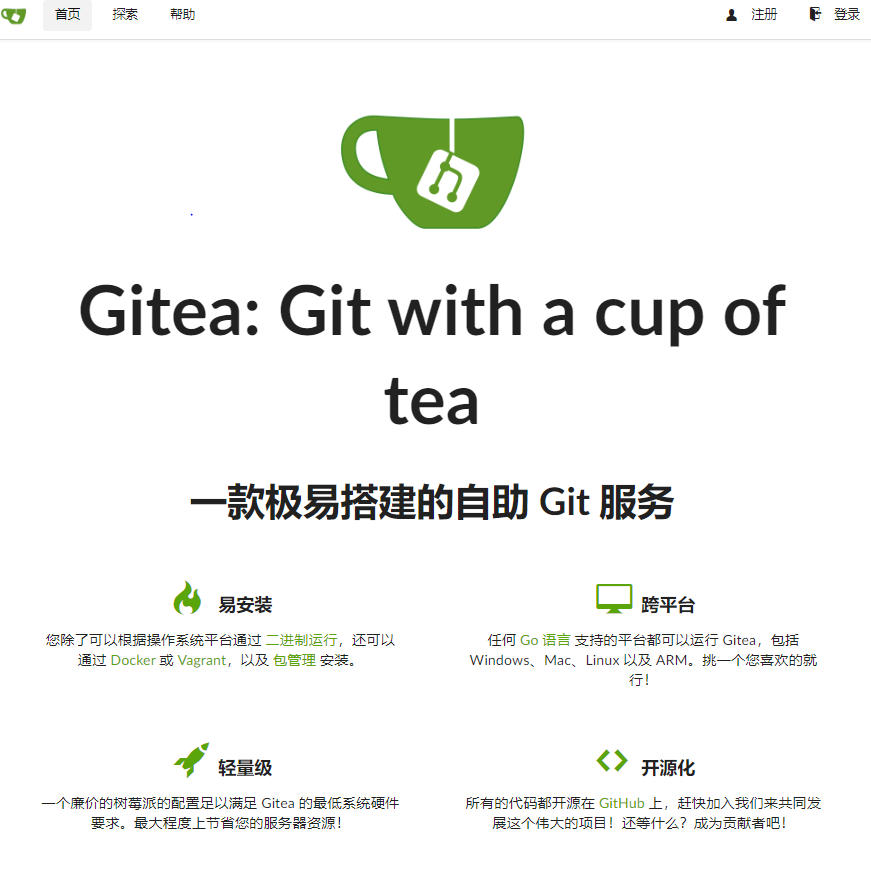 首页 探索 帮助 注册 登录
Gitea: Git with a cup of
tea
一款极易搭建的自助 Git 服务
易安装
您除了可以根据操作系统平台通过 二进制运行，还可以
通过 Docker 或 Vagrant，以及 包管理 安装。
跨平台
任何 Go 语言 支持的平台都可以运行 Gitea，包括
Windows、Mac、Linux 以及 ARM。挑一个您喜欢的就
行！
轻量级
一个廉价的树莓派的配置足以满足 Gitea 的最低系统硬件
要求。最大程度上节省您的服务器资源！
开源化
所有的代码都开源在 GitHub 上，赶快加入我们来共同发
展这个伟大的项目！还等什么？成为贡献者吧！